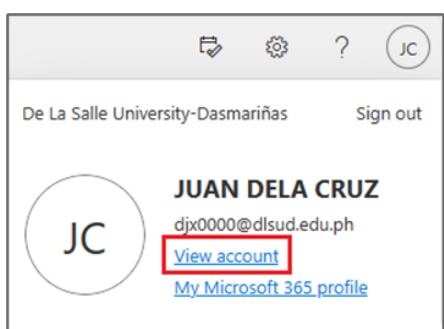 ? JC
De La Salle University-Dasmariñas Sign out
JC
JUAN DELA CRUZ
djx0000@dlsud.edu.ph
View account
My Microsoft 365 profile